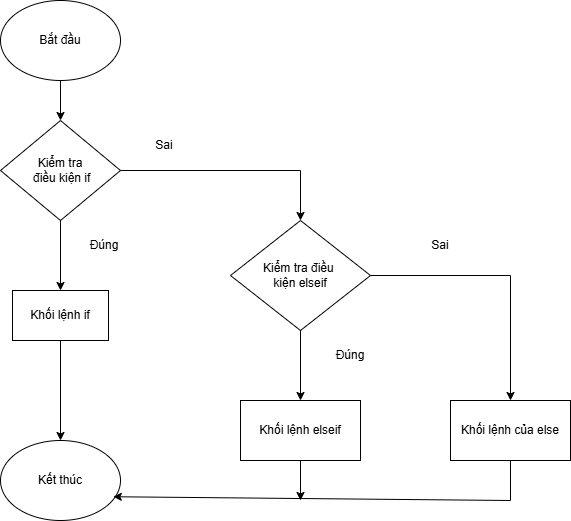 Bắt đầu
Sai
Kiểm tra
điều kiện if
Đúng
Sai
Kiểm tra điều
kiện elseif
Khối lệnh if
Đúng
Khối lệnh elseif
Khối lệnh của else
Kết thúc